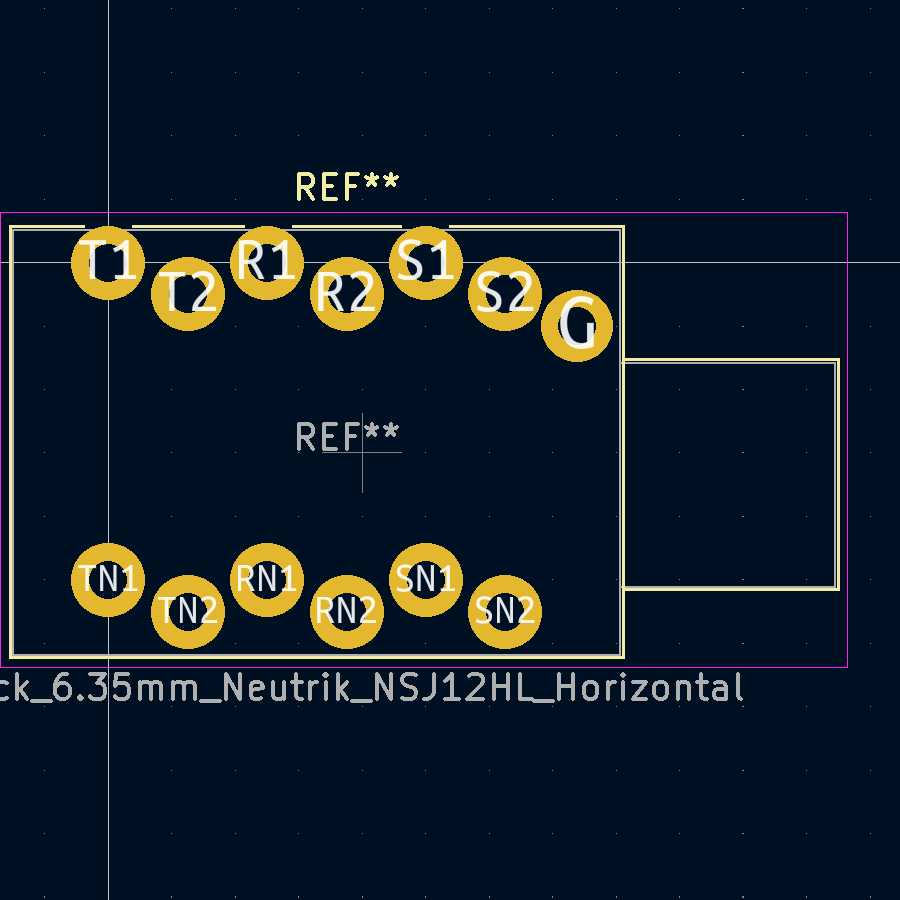 REF**
T1 R1 S1
T2 R2 S2
G
REF**
TN1 RN1 SN1
TN2 RN2 SN2
ck_6.35mm_Neutrik_NSJ12HL_Horizontal